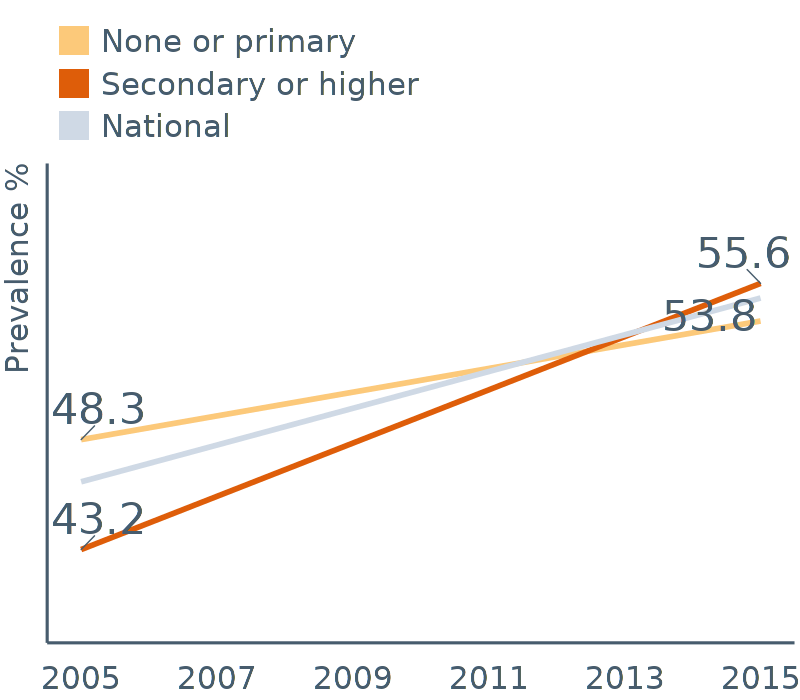 None or primary
Secondary or higher
National
Prevalence %
55.6
53.8
48.3
43.2
2005 2007 2009 2011 2013 2015